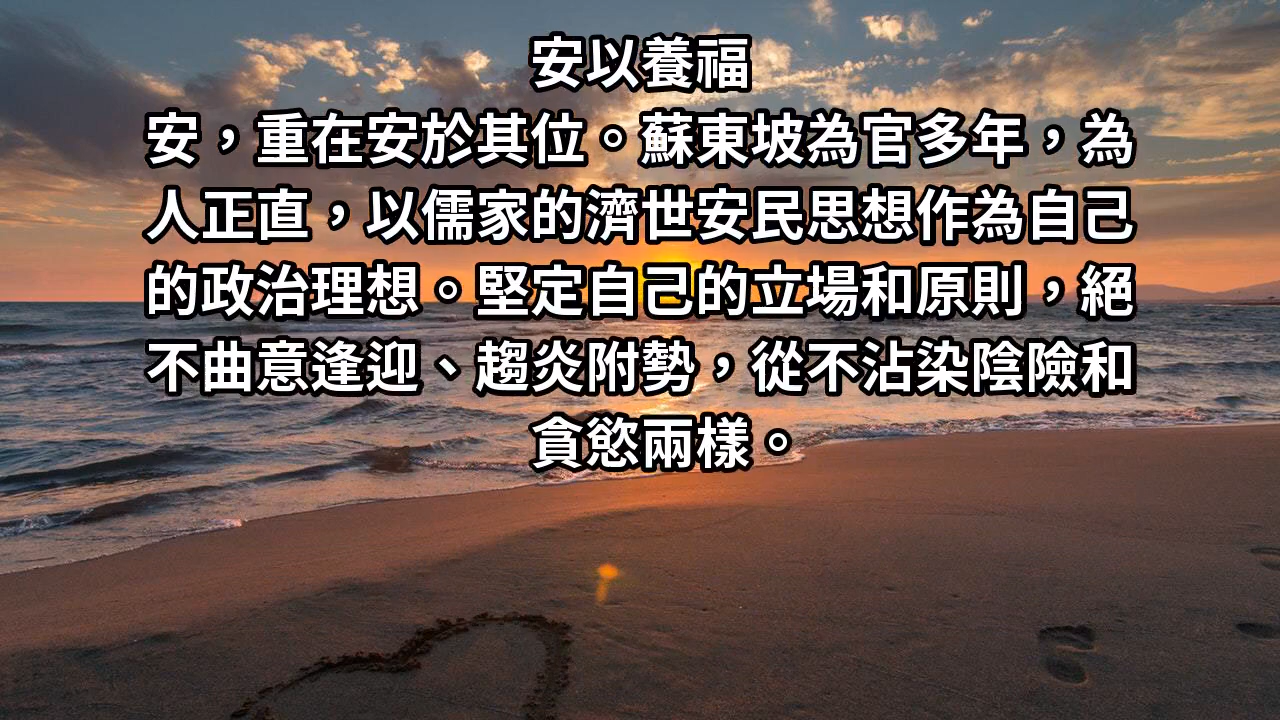 安以養福
安，重在安於其位。蘇東坡為官多年，為
人正直，以儒家的濟世安民思想作為自己
的政治理想。堅定自己的立場和原則，絕
不曲意逢迎、趨炎附勢，從不沾染陰險和
貪慾兩樣。